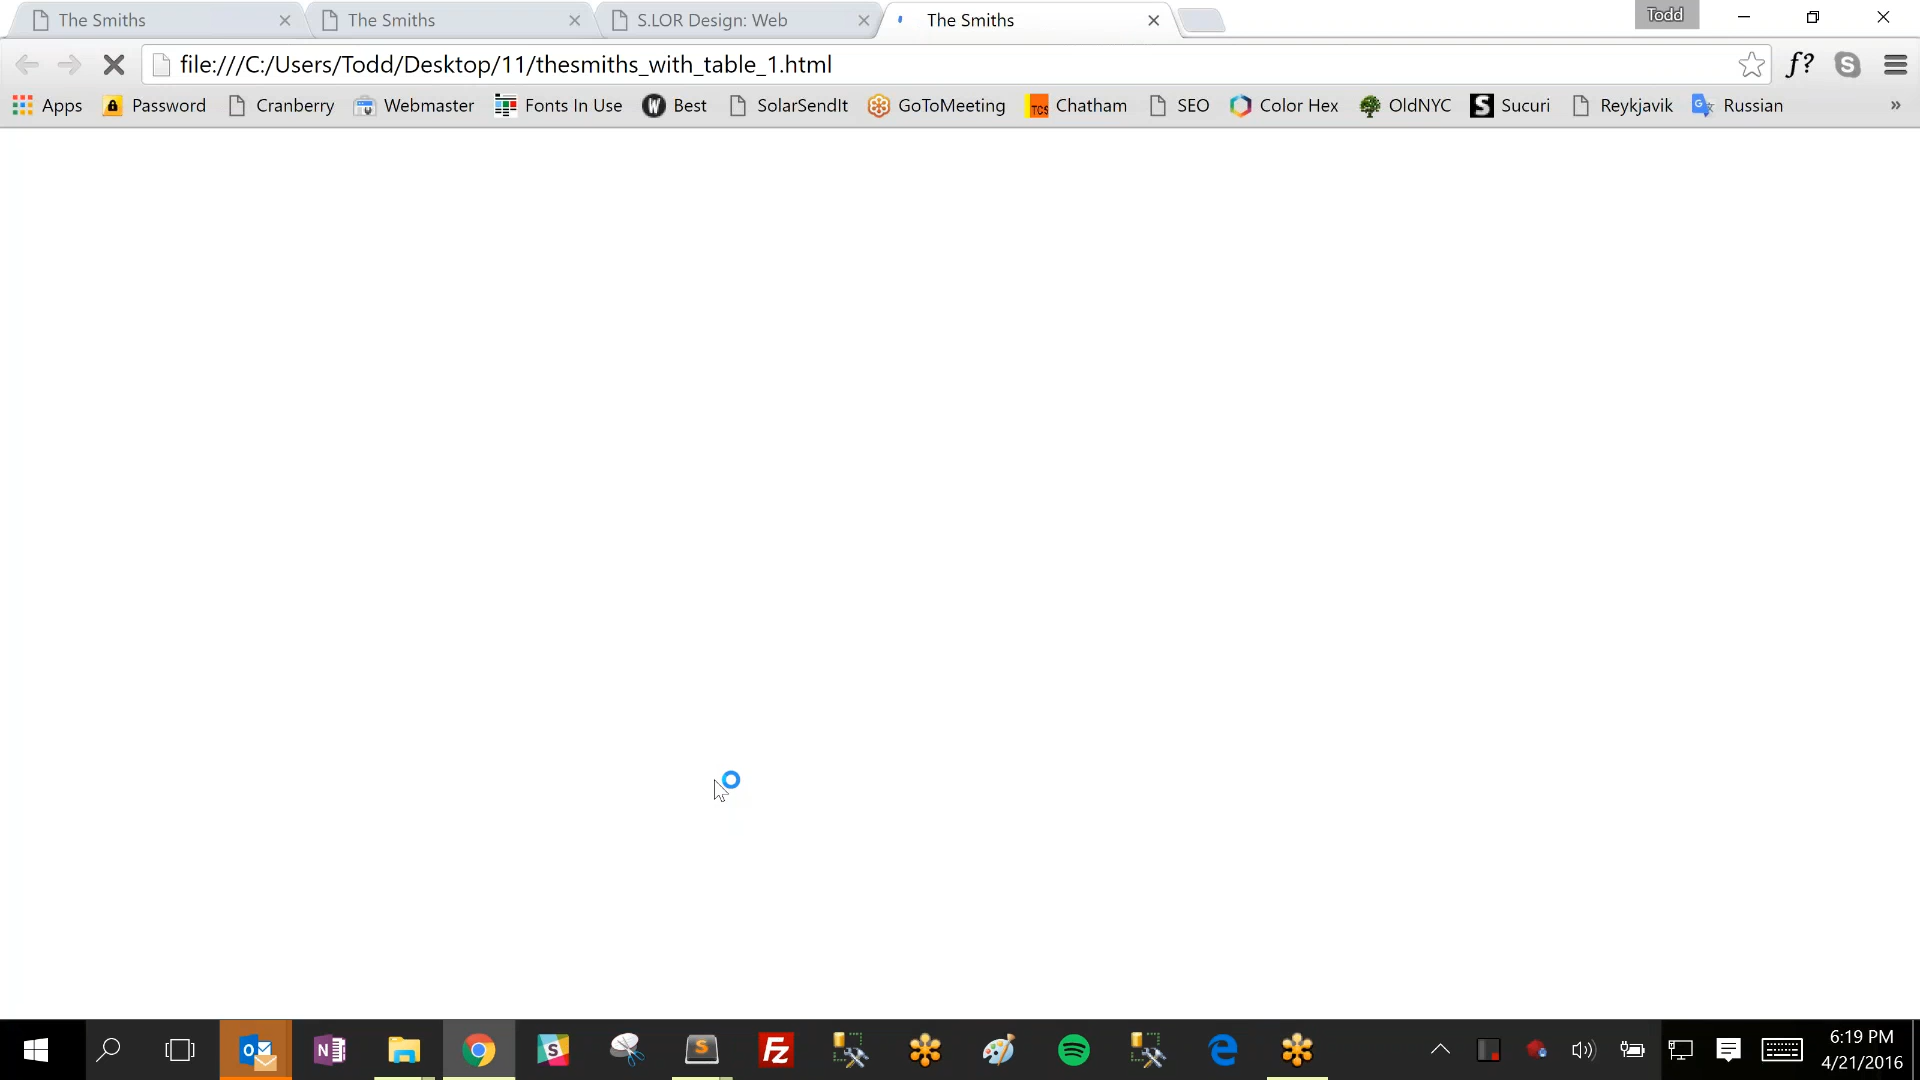 The Smiths
The Smiths
S.LOR Design: Web
The Smiths
Todd
file:///C:/Users/Todd/Desktop/11/thesmiths_with_table_1.html
f?
S
Apps
Password
Cranberry
Webmaster
Fonts In Use
W Best
SolarSendIt
GoToMeeting
TCS Chatham
SEO
Color Hex
OldNYC
S Sucuri
Reykjavik
G Russian
»
O
N
S
S
Fz
6:19 PM
4/21/2016